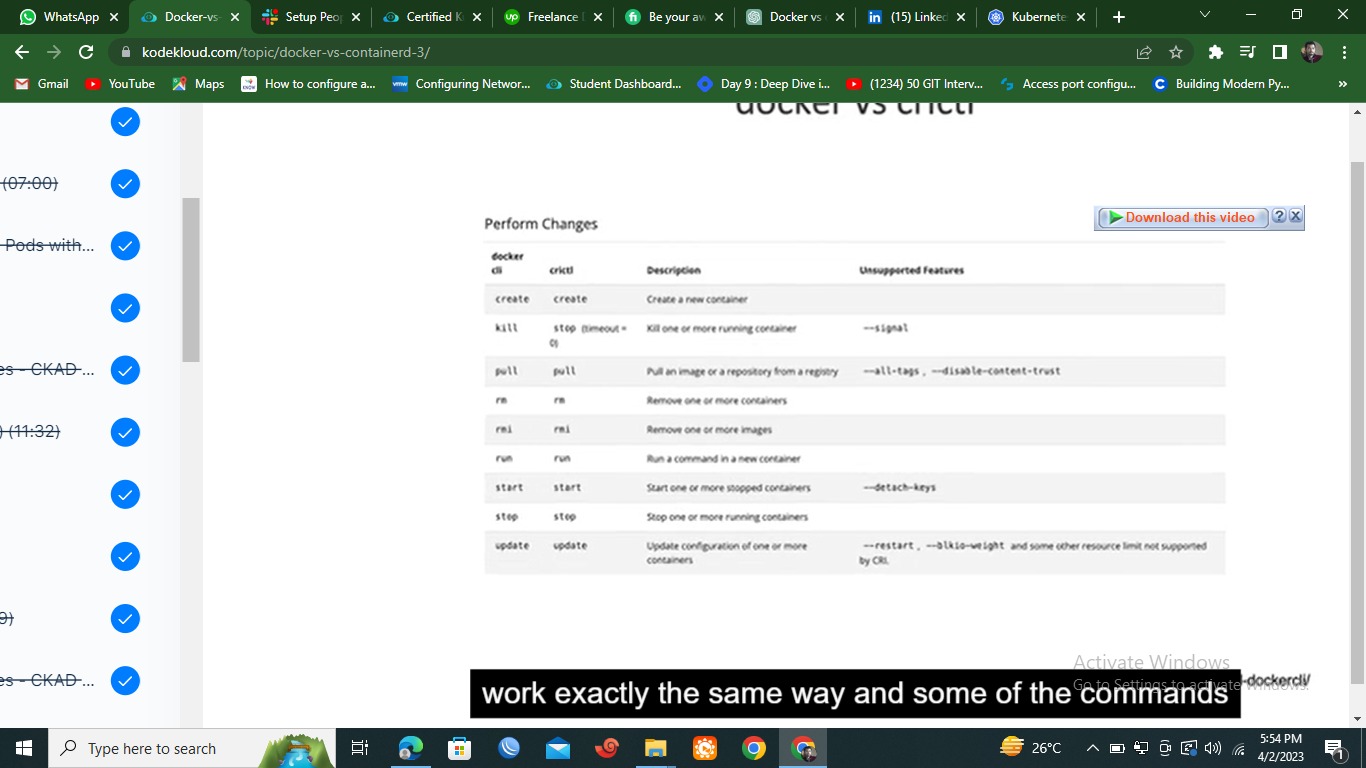 WhatsApp
Docker-vs-
Setup Peo
Certified K
Freelance
Be your aw
Docker vs
(15) Linked
Kubernete
kodekloud.com/topic/docker-vs-containerd-3/
Gmail
YouTube
Maps
How to configure a...
Configuring Networ...
Student Dashboard...
Day 9 : Deep Dive i...
(1234) 50 GIT Interv...
Access port configu...
Building Modern Py...
»
docker vs crictl
(07:00)
Pods with...
es - CKAD ...
) (11:32)
9)
es - CKAD ...
Download this video ? X
Perform Changes
docker cli crictl Description Unsupported Features
create create Create a new container
kill stop (timeout = 0) Kill one or more running container --signal
pull pull Pull an image or a repository from a registry --all-tags , --disable-content-trust
rm rm Remove one or more containers
rmi rmi Remove one or more images
run run Run a command in a new container
start start Start one or more stopped containers --detach-keys
stop stop Stop one or more running containers
update update Update configuration of one or more containers --restart , --blkio-weight and some other resource limit not supported by CRI.
Activate Windows
Go to Settings to activate Windows.
-dockercli/
work exactly the same way and some of the commands
Type here to search
26°C
5:54 PM
4/2/2023
1